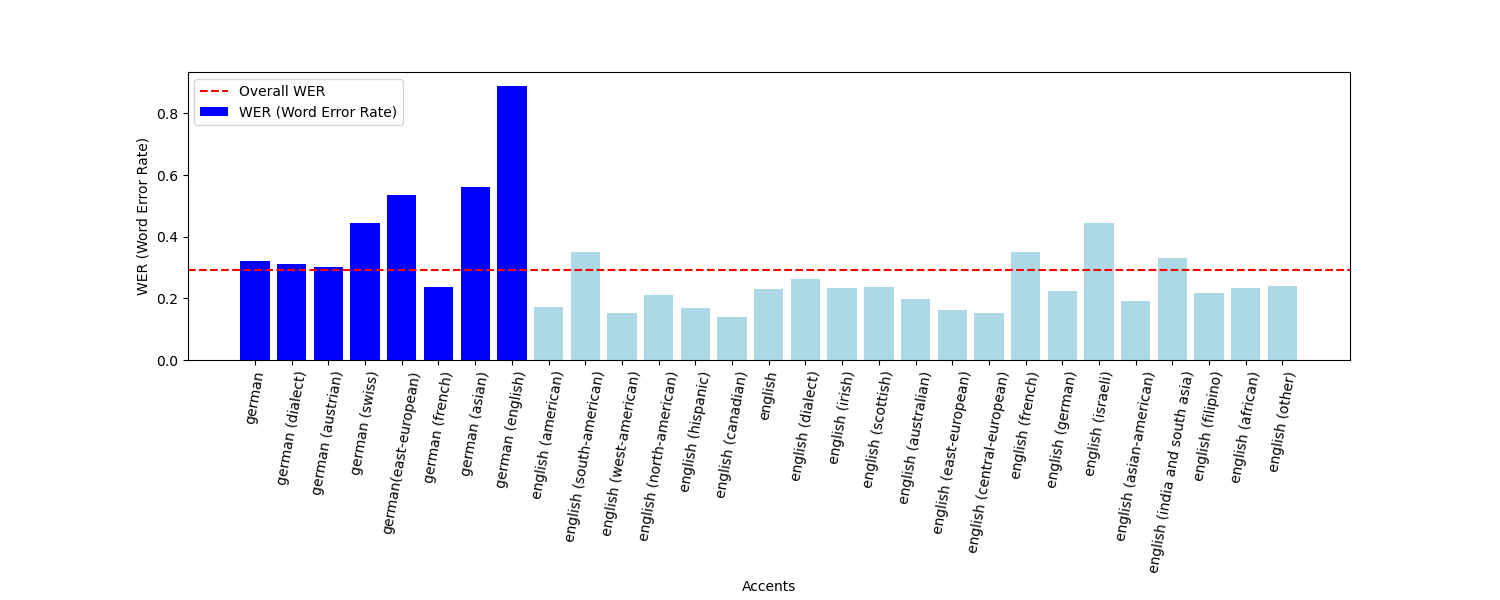 Overall WER
WER (Word Error Rate)
WER (Word Error Rate)
0.8
0.6
0.4
0.2
0.0
german
german (dialect)
german (austrian)
german (swiss)
german(east-european)
german (french)
german (asian)
german (english)
english (american)
english (south-american)
english (west-american)
english (north-american)
english (hispanic)
english (canadian)
english
english (dialect)
english (irish)
english (scottish)
english (australian)
english (east-european)
english (central-european)
english (french)
english (german)
english (israeli)
english (asian-american)
english (india and south asia)
english (filipino)
english (african)
english (other)
Accents